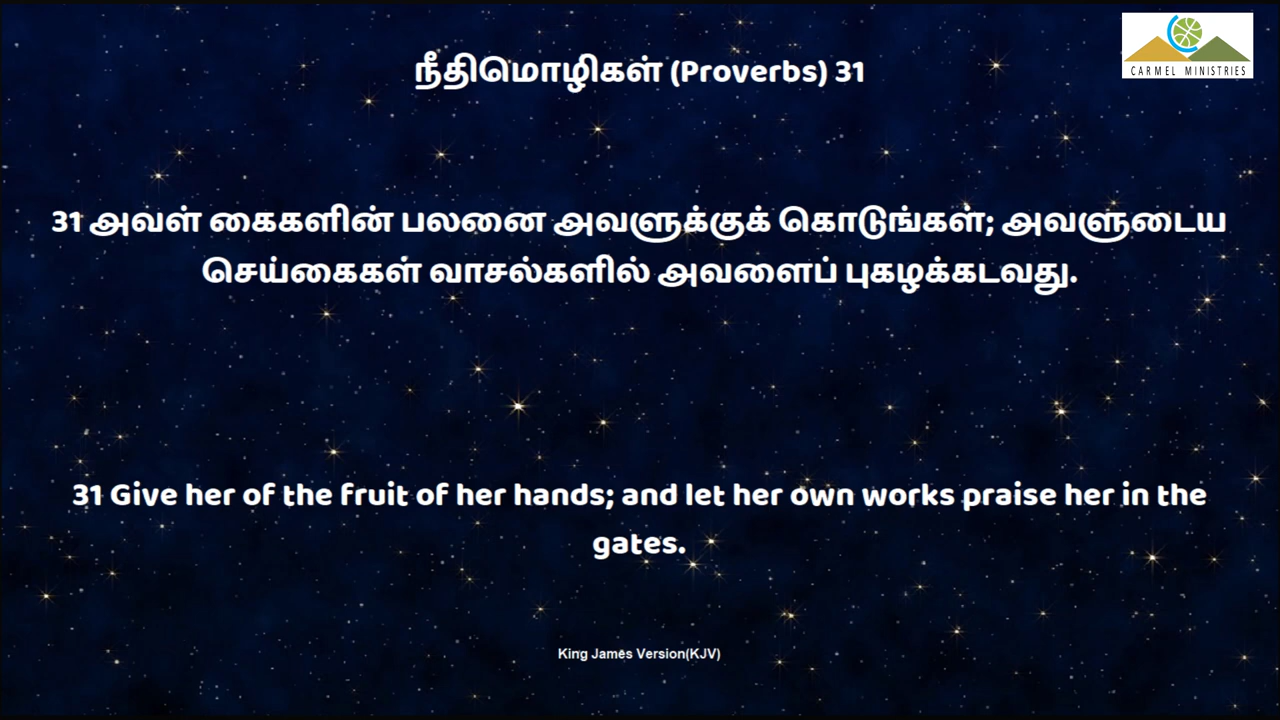 CARMEL MINISTRIES
நீதிமொழிகள் (Proverbs) 31
31 அவள் கைகளின் பலனை அவளுக்குக் கொடுங்கள்; அவளுடைய
செய்கைகள் வாசல்களில் அவளைப் புகழக்கடவது.
31 Give her of the fruit of her hands; and let her own works praise her in the
gates.
King James Version(KJV)